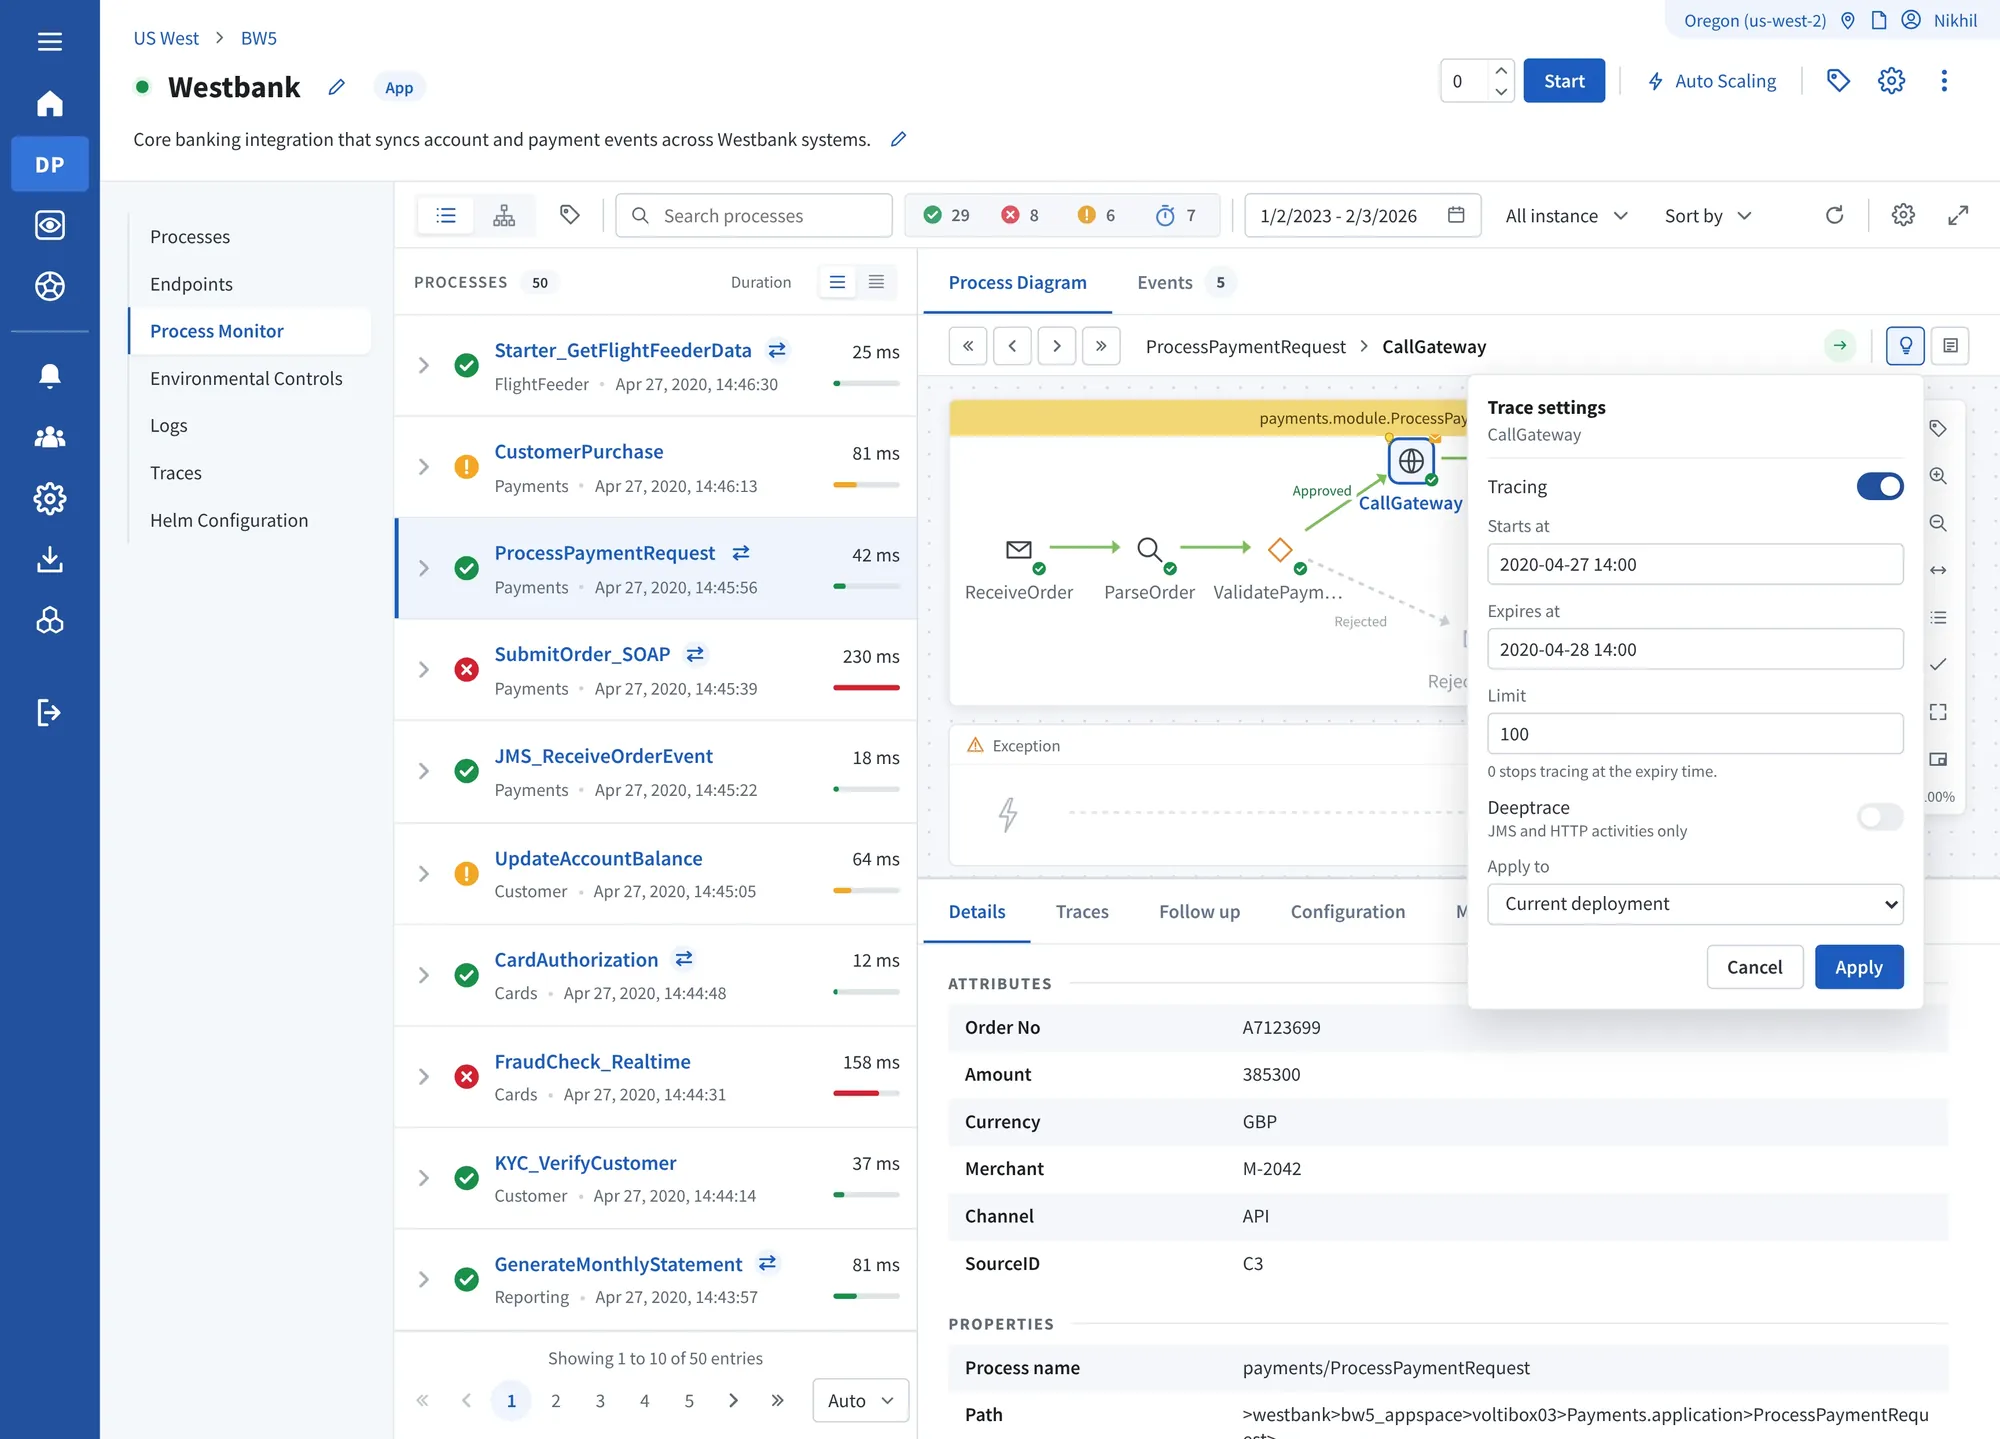 US West
BW5
Oregon (us-west-2)
Nikhil
Westbank
App
0
Start
Auto Scaling
Core banking integration that syncs account and payment events across Westbank systems.
DP
Processes
Endpoints
Process Monitor
Environmental Controls
Logs
Traces
Helm Configuration
Search processes
29
8
6
7
1/2/2023 - 2/3/2026
All instance
Sort by
PROCESSES 50
Duration
Starter_GetFlightFeederData
25 ms
FlightFeeder • Apr 27, 2020, 14:46:30
CustomerPurchase
81 ms
Payments • Apr 27, 2020, 14:46:13
ProcessPaymentRequest
42 ms
Payments • Apr 27, 2020, 14:45:56
SubmitOrder_SOAP
230 ms
Payments • Apr 27, 2020, 14:45:39
JMS_ReceiveOrderEvent
18 ms
Payments • Apr 27, 2020, 14:45:22
UpdateAccountBalance
64 ms
Customer • Apr 27, 2020, 14:45:05
CardAuthorization
12 ms
Cards • Apr 27, 2020, 14:44:48
FraudCheck_Realtime
158 ms
Cards • Apr 27, 2020, 14:44:31
KYC_VerifyCustomer
37 ms
Customer • Apr 27, 2020, 14:44:14
GenerateMonthlyStatement
81 ms
Reporting • Apr 27, 2020, 14:43:57
Showing 1 to 10 of 50 entries
1 2 3 4 5
Auto
Process Diagram
Events 5
ProcessPaymentRequest
CallGateway
payments.module.ProcessPay
Approved
CallGateway
ReceiveOrder
ParseOrder
ValidatePaym...
Rejected
Rejec
Exception
00%
Trace settings
CallGateway
Tracing
Starts at
2020-04-27 14:00
Expires at
2020-04-28 14:00
Limit
100
0 stops tracing at the expiry time.
Deeptrace
JMS and HTTP activities only
Apply to
Current deployment
Cancel
Apply
Details
Traces
Follow up
Configuration
M
ATTRIBUTES
Order No A7123699
Amount 385300
Currency GBP
Merchant M-2042
Channel API
SourceID C3
PROPERTIES
Process name payments/ProcessPaymentRequest
Path >westbank>bw5_appspace>voltibox03>Payments.application>ProcessPaymentRequ